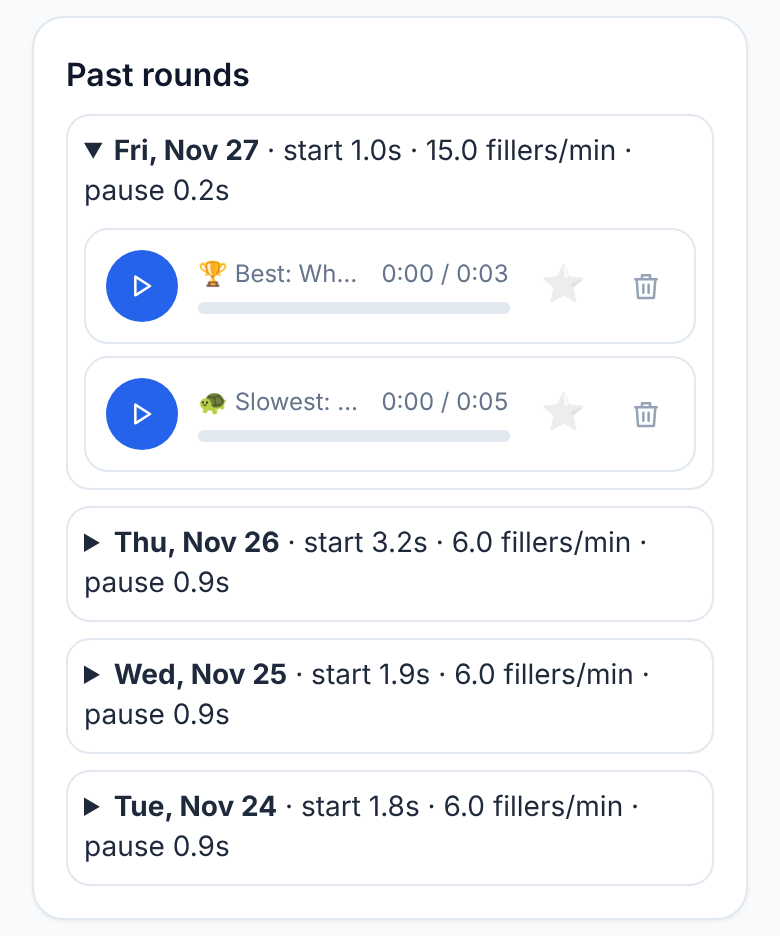 Past rounds
▼ Fri, Nov 27 · start 1.0s · 15.0 fillers/min ·
pause 0.2s
🏆 Best: Wh... 0:00 / 0:03
🐢 Slowest: ... 0:00 / 0:05
▶ Thu, Nov 26 · start 3.2s · 6.0 fillers/min ·
pause 0.9s
▶ Wed, Nov 25 · start 1.9s · 6.0 fillers/min ·
pause 0.9s
▶ Tue, Nov 24 · start 1.8s · 6.0 fillers/min ·
pause 0.9s